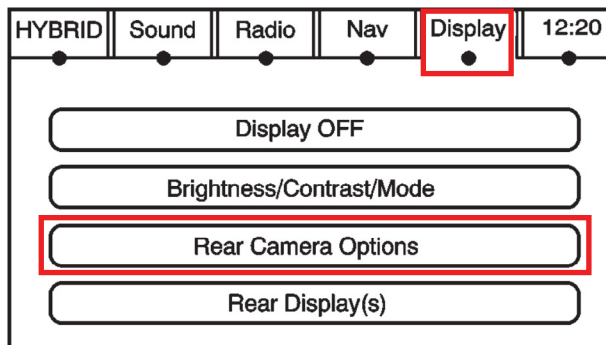 HYBRID Sound Radio Nav Display 12:20
Display OFF
Brightness/Contrast/Mode
Rear Camera Options
Rear Display(s)